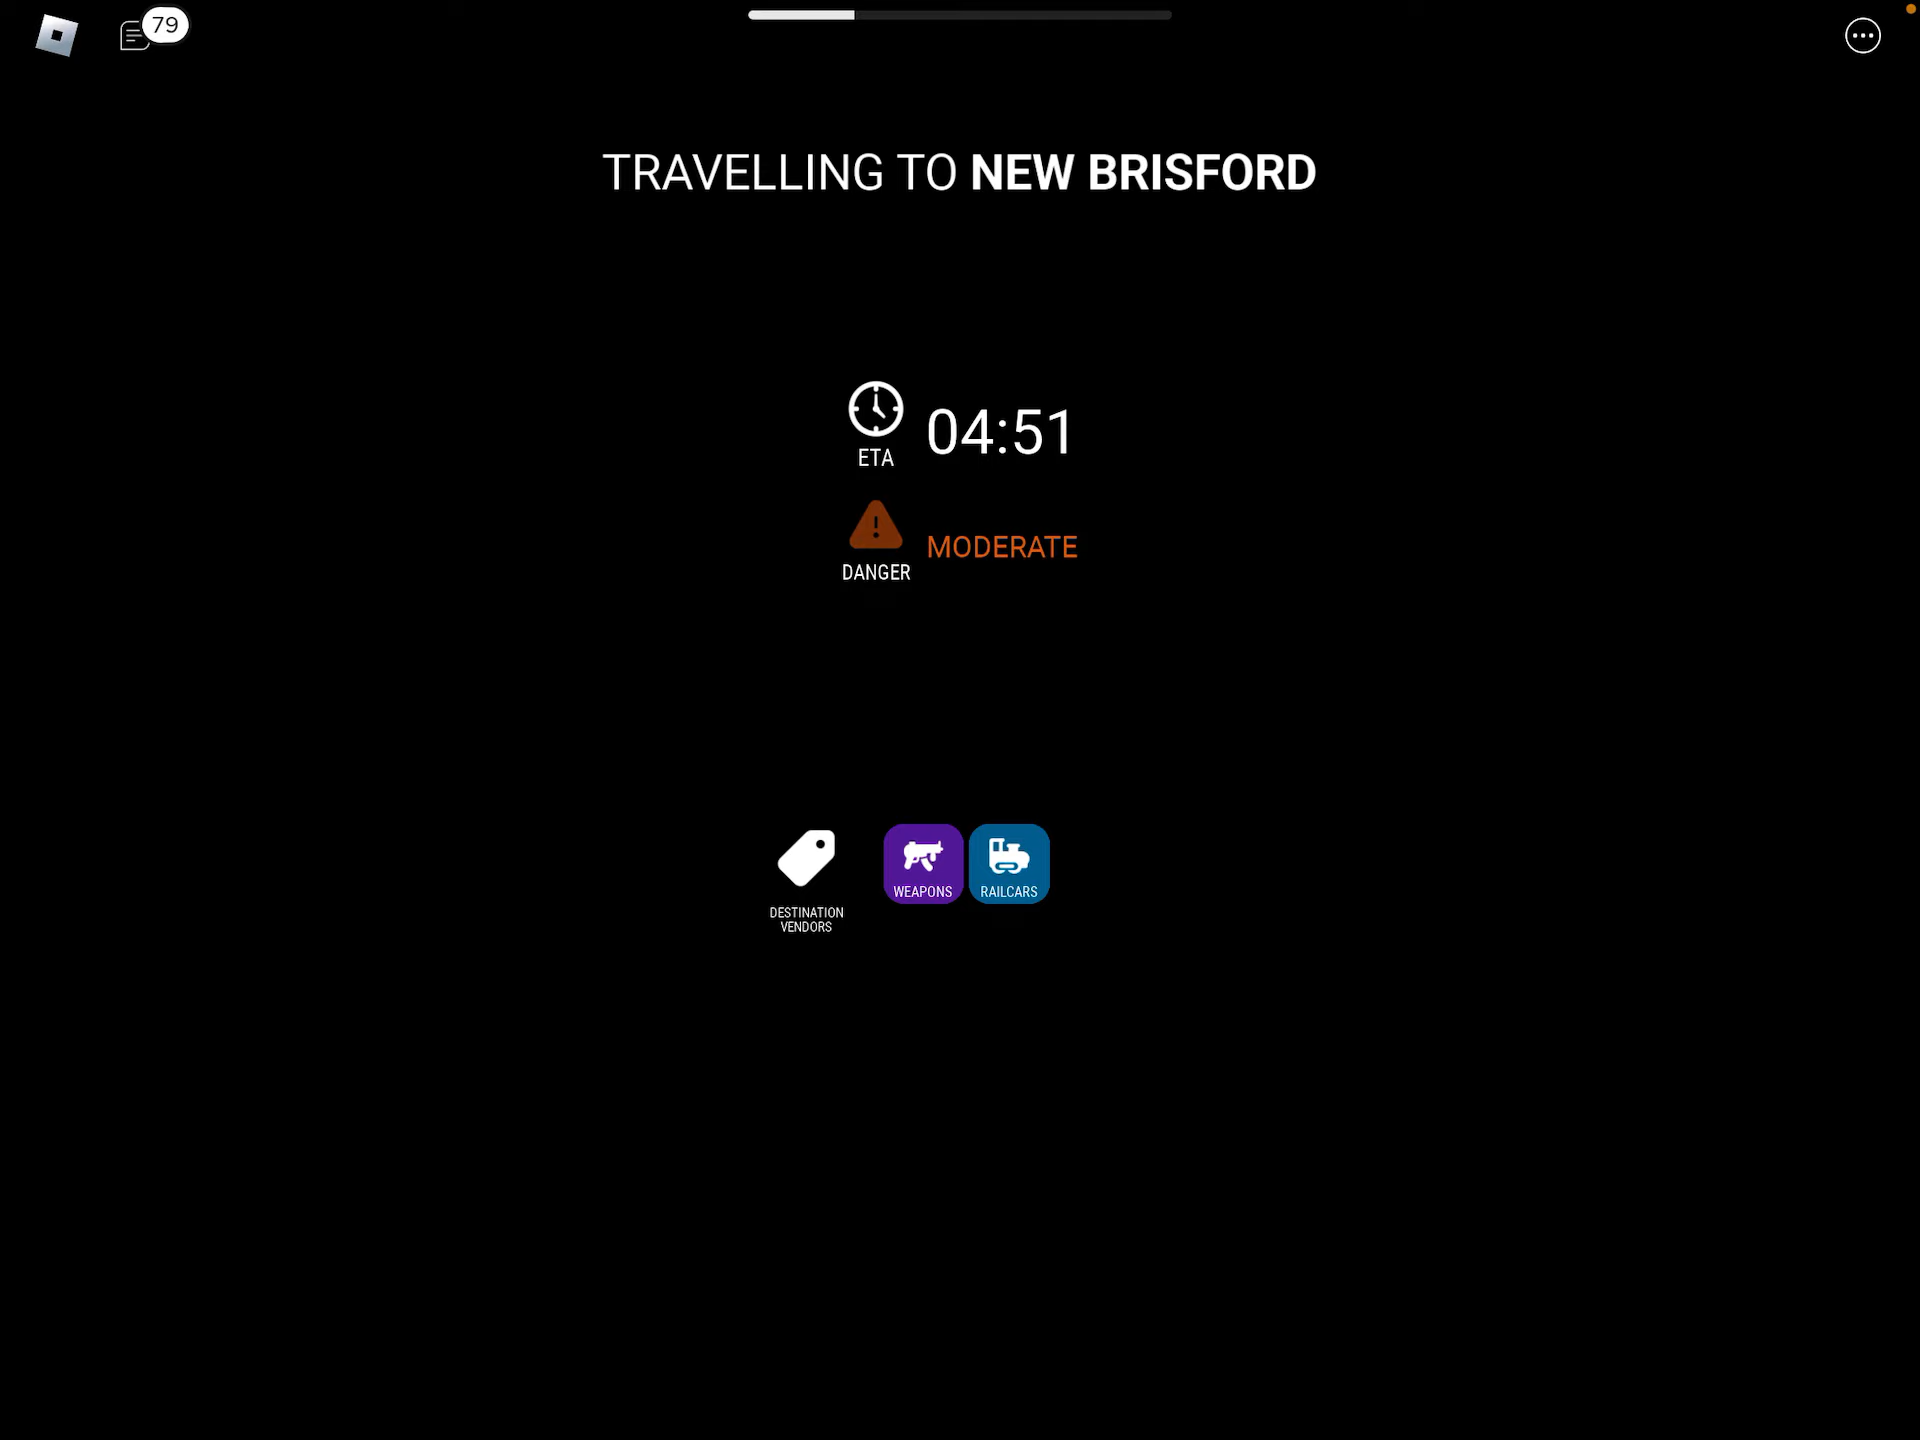 79
TRAVELLING TO NEW BRISFORD
04:51
ETA
MODERATE
DANGER
WEAPONS
RAILCARS
DESTINATION
VENDORS